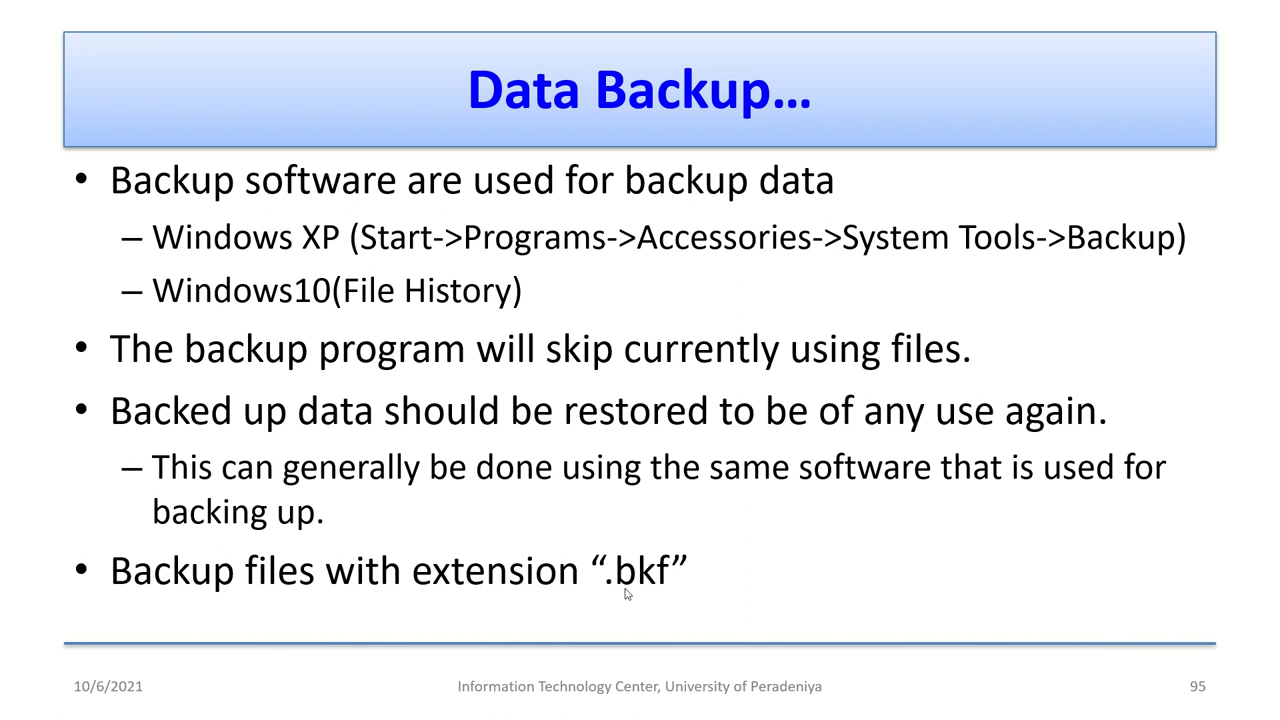 Data Backup...
• Backup software are used for backup data
– Windows XP (Start->Programs->Accessories->System Tools->Backup)
– Windows10(File History)
• The backup program will skip currently using files.
• Backed up data should be restored to be of any use again.
– This can generally be done using the same software that is used for
backing up.
• Backup files with extension “.bkf”
10/6/2021 Information Technology Center, University of Peradeniya 95